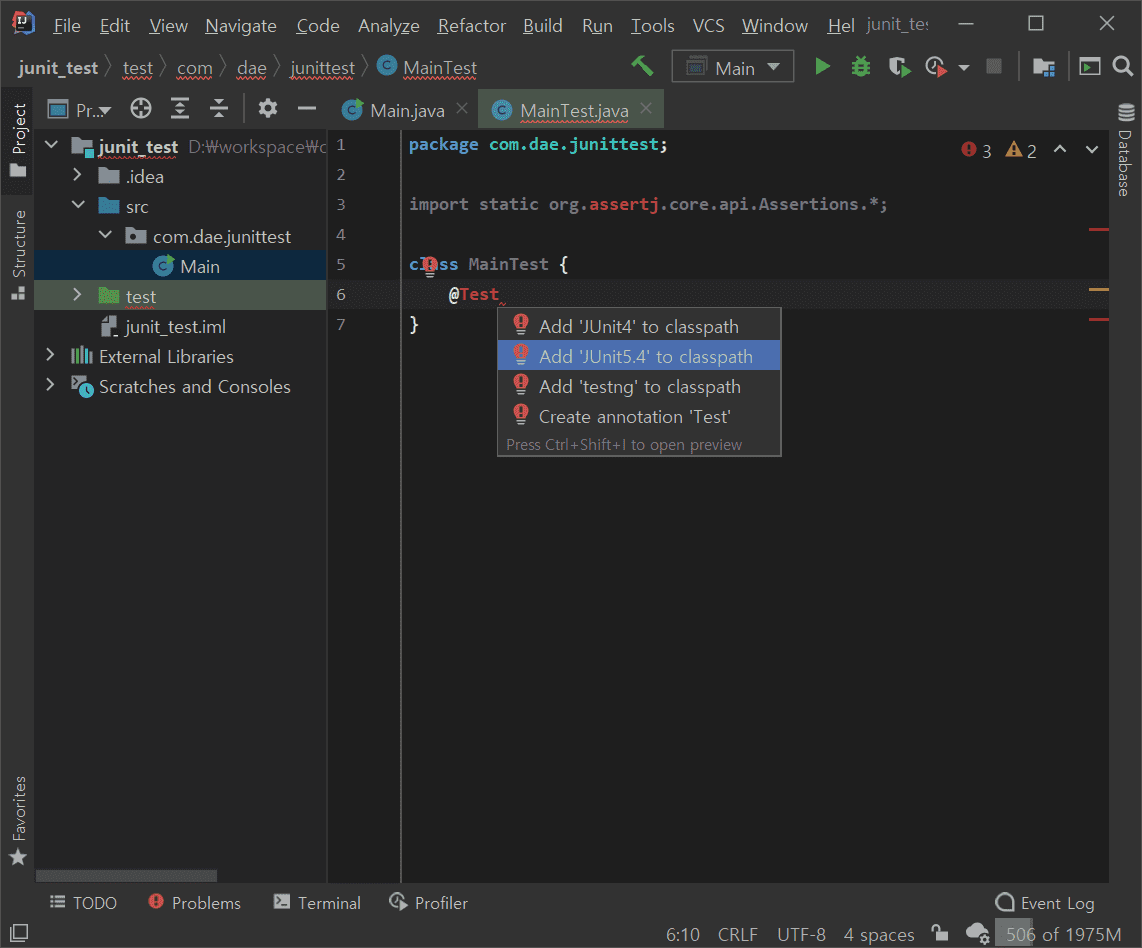 File Edit View Navigate Code Analyze Refactor Build Run Tools VCS Window Hel junit_tes
junit_test test com dae junittest MainTest Main
Project
Structure
Favorites
Pr...
junit_test D:\workspace\c
.idea
src
com.dae.junittest
Main
test
junit_test.iml
External Libraries
Scratches and Consoles
Main.java MainTest.java
3 2
1 package com.dae.junittest;
2
3 import static org.assertj.core.api.Assertions.*;
4
5 class MainTest {
6 @Test
7 }
Add 'JUnit4' to classpath
Add 'JUnit5.4' to classpath
Add 'testng' to classpath
Create annotation 'Test'
Press Ctrl+Shift+I to open preview
Database
TODO Problems Terminal Profiler Event Log
6:10 CRLF UTF-8 4 spaces 506 of 1975M